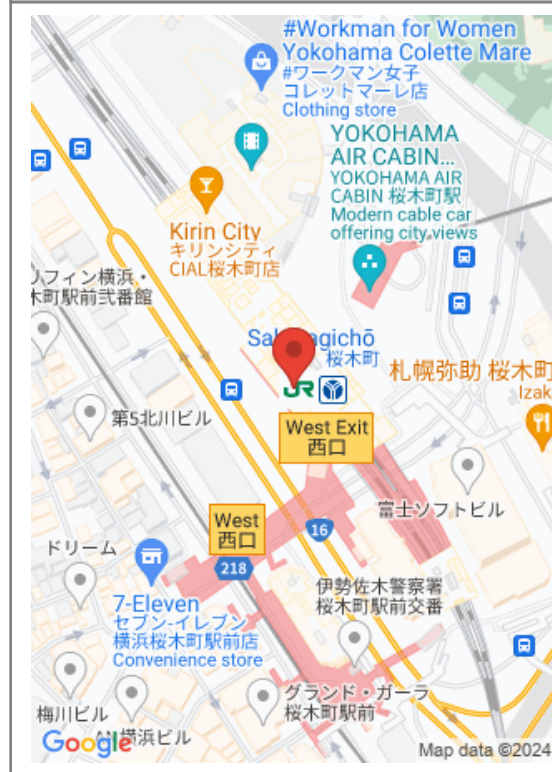 #Workman for Women
Yokohama Colette Mare
#ワークマン女子
コレットマーレ店
Clothing store
YOKOHAMA
AIR CABIN...
YOKOHAMA AIR
CABIN 桜木町駅
Modern cable car
offering city views
Kirin City
キリンシティ
CIAL桜木町店
リフィン横浜・
木町駅前弐番館
桜木町
JR
札幌弥助 桜木町
Izak
第5北川ビル
West Exit
西口
富士ソフトビル
West
西口
16
218
ドリーム
7-Eleven
セブン-イレブン
横浜桜木町駅前店
Convenience store
伊勢佐木警察署
桜木町駅前交番
グランド・ガーラ
桜木町駅前
梅川ビル
横浜ビル
Google
Map data ©2024